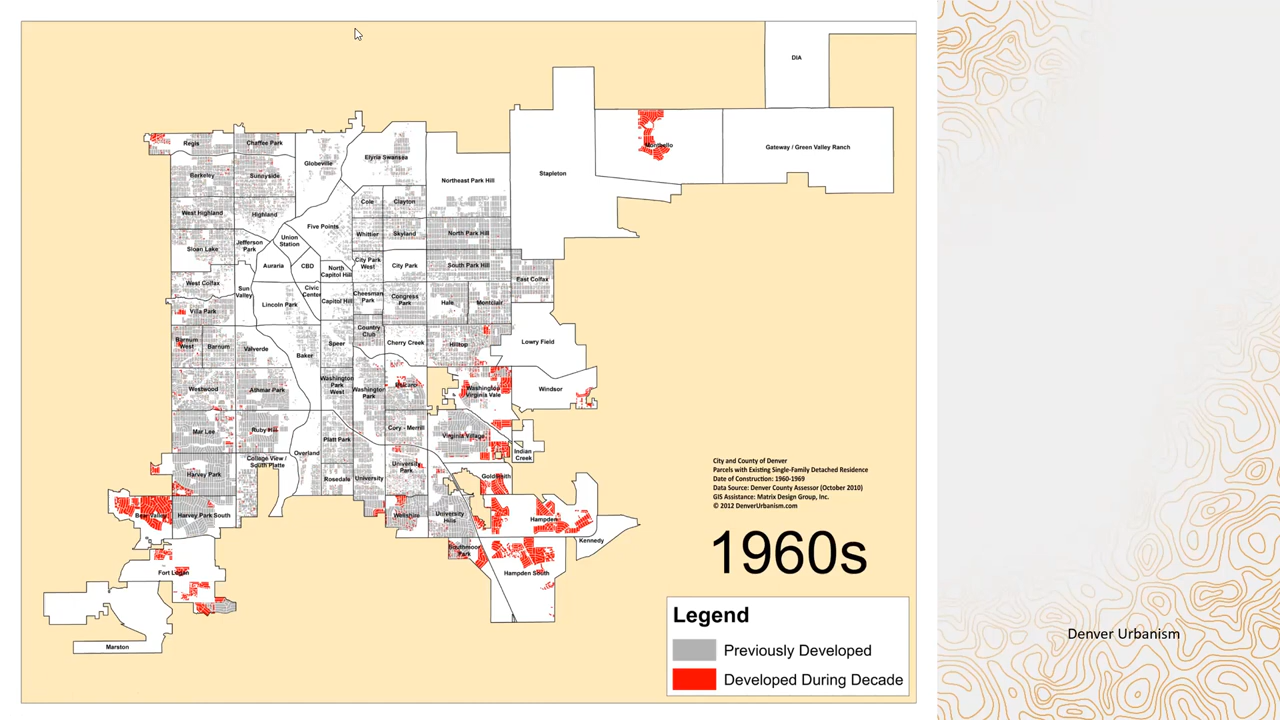 DIA
Regis
Chaffee Park
Globeville
Elyria Swansea
Montbello
Gateway / Green Valley Ranch
Berkeley
Sunnyside
Northeast Park Hill
Stapleton
West Highland
Highland
Cole
Clayton
Five Points
Whittier
Skyland
North Park Hill
Sloan Lake
Jefferson
Park
Union
Station
Auraria
CBD
North
Capitol Hill
City Park
West
City Park
South Park Hill
East Colfax
West Colfax
Sun
Valley
Lincoln Park
Civic
Center
Capitol Hill
Cheesman
Park
Congress
Park
Hale
Montclair
Villa Park
Barnum
West
Barnum
Valverde
Baker
Speer
Country
Club
Cherry Creek
Hilltop
Lowry Field
Westwood
Athmar Park
Washington
Park
West
Washington
Park
Belcaro
Washington
Virginia Vale
Windsor
Mar Lee
Ruby Hill
Overland
Platt Park
Cory - Merrill
Virginia Village
Indian
Creek
Harvey Park
College View /
South Platte
Rosedale
University
University
Park
Goldsmith
Bear Valley
Harvey Park South
Wellshire
University
Hills
Hampden
Kennedy
Southmoor
Park
Hampden South
Fort Logan
Marston
City and County of Denver
Parcels with Existing Single-Family Detached Residence
Date of Construction: 1960-1969
Data Source: Denver County Assessor (October 2010)
GIS Assistance: Matrix Design Group, Inc.
© 2012 DenverUrbanism.com
1960s
Legend
Previously Developed
Developed During Decade
Denver Urbanism